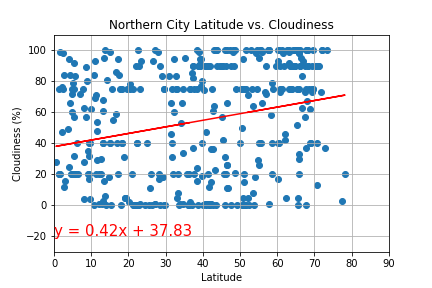 Northern City Latitude vs. Cloudiness
Cloudiness (%)
100
80
60
40
20
0
−20
y = 0.42x + 37.83
0 10 20 30 40 50 60 70 80 90
Latitude